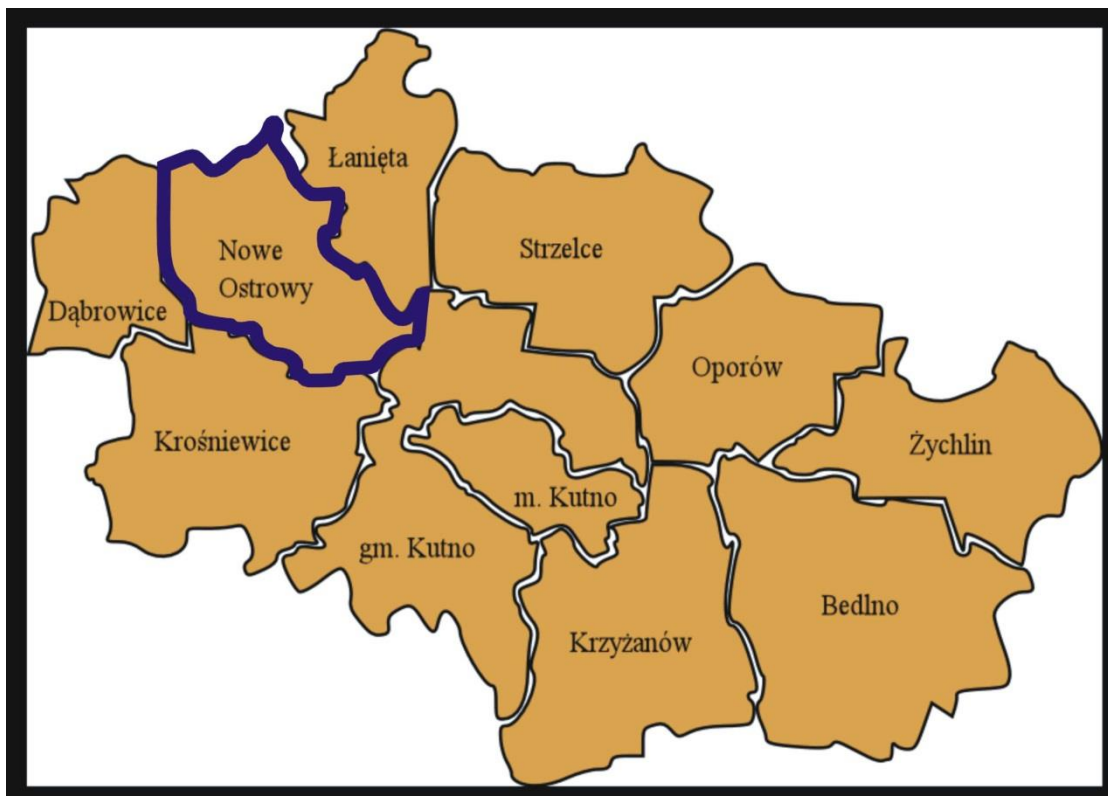 Łanięta
Strzelce
Nowe
Ostrowy
Dąbrowice
Oporów
Krośniewice
Żychlin
m. Kutno
gm. Kutno
Bedlno
Krzyżanów